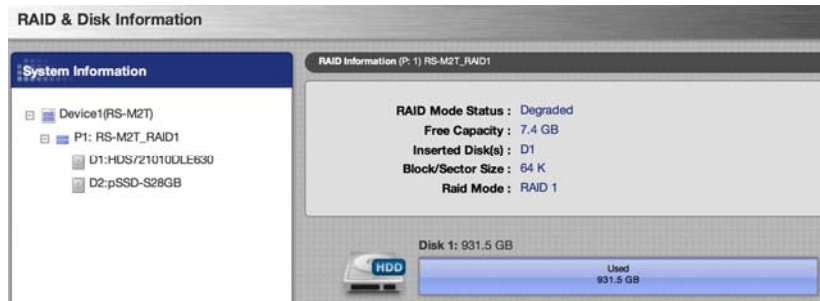 RAID & Disk Information
System Information
Device1(RS-M2T)
P1: RS-M2T_RAID1
D1:HDS721010DLE630
D2:pSSD-S28GB
RAID Information (P: 1) RS-M2T_RAID1
RAID Mode Status : Degraded
Free Capacity : 7.4 GB
Inserted Disk(s) : D1
Block/Sector Size : 64 K
Raid Mode : RAID 1
Disk 1: 931.5 GB
HDD
Used
931.5 GB